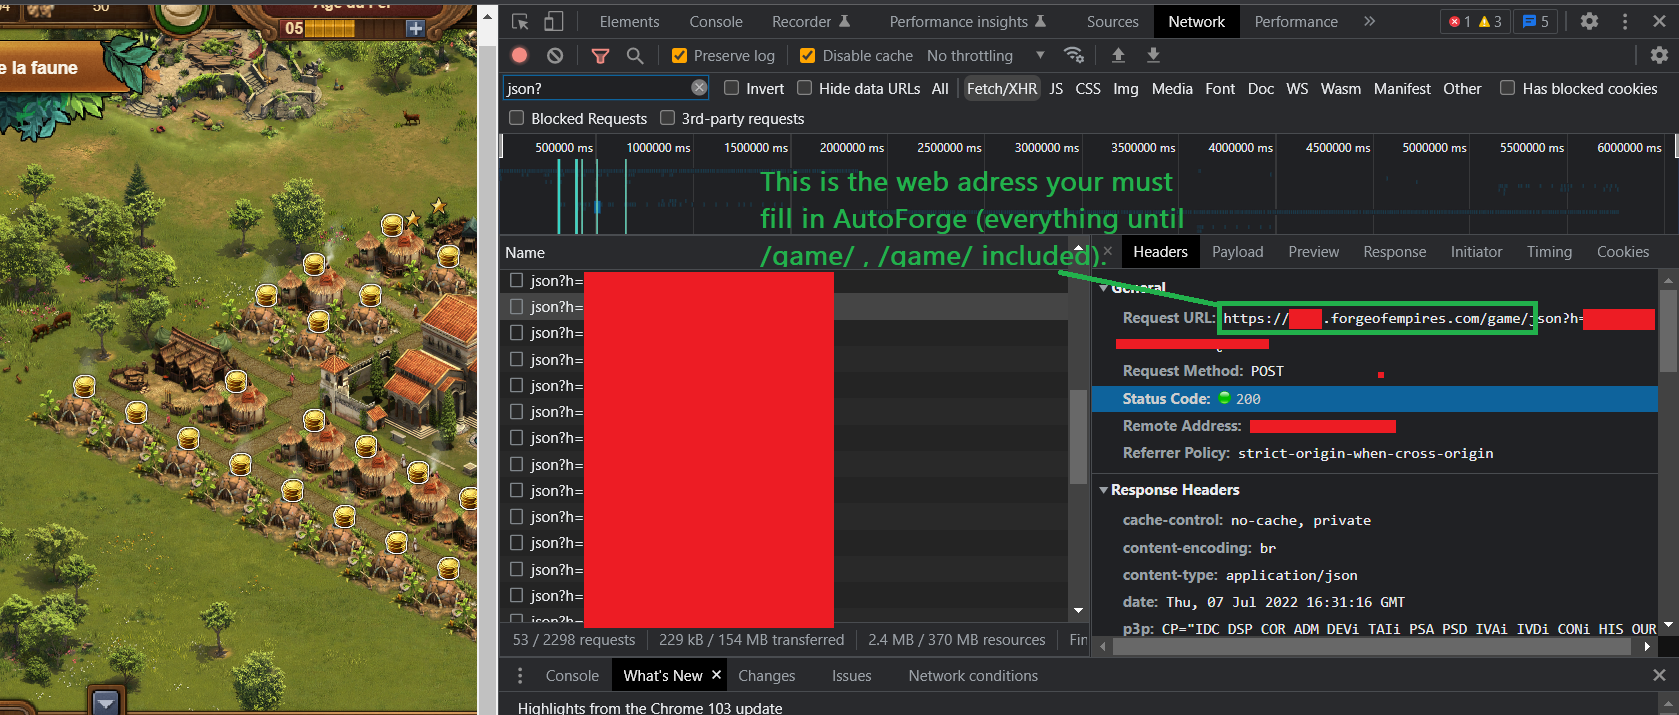 50
Age du Fer
05
e la faune
Elements Console Recorder Performance insights Sources Network Performance 1 3 5
Preserve log Disable cache No throttling
json?
Invert Hide data URLs All Fetch/XHR JS CSS Img Media Font Doc WS Wasm Manifest Other Has blocked cookies
Blocked Requests 3rd-party requests
500000 ms 1000000 ms 1500000 ms 2000000 ms 2500000 ms 3000000 ms 3500000 ms 4000000 ms 4500000 ms 5000000 ms 5500000 ms 6000000 ms
This is the web adress your must
fill in AutoForge (everything until
/game/ , /game/ included).
Name
json?h=
json?h=
json?h=
json?h=
json?h=
json?h=
json?h=
json?h=
json?h=
json?h=
json?h=
json?h=
json?h=
json?h=
53 / 2298 requests 229 kB / 154 MB transferred 2.4 MB / 370 MB resources Fin
Headers Payload Preview Response Initiator Timing Cookies
General
Request URL: https:// .forgeofempires.com/game/json?h=
Request Method: POST
Status Code: 200
Remote Address:
Referrer Policy: strict-origin-when-cross-origin
Response Headers
cache-control: no-cache, private
content-encoding: br
content-type: application/json
date: Thu, 07 Jul 2022 16:31:16 GMT
p3p: CP="IDC DSP COR ADM DEVi TAIi PSA PSD IVAi IVDi CONi HIS OUR
Console What's New × Changes Issues Network conditions
Highlights from the Chrome 103 update